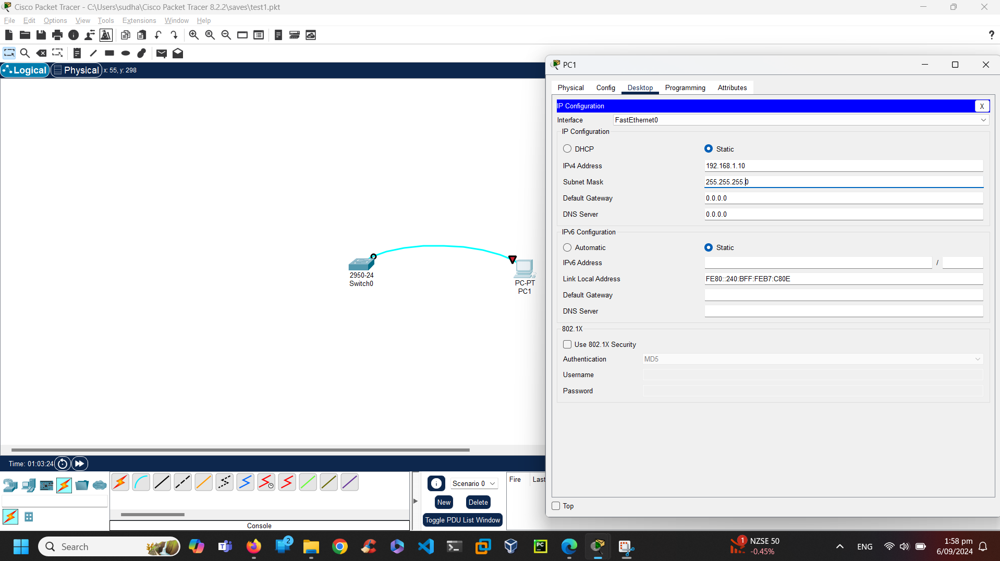 Cisco Packet Tracer - C:\Users\sudha\Cisco Packet Tracer 8.2.2\saves\test1.pkt
File Edit Options View Tools Extensions Window Help
Logical Physical x: 55, y: 298
PC1
Physical Config Desktop Programming Attributes
IP Configuration X
Interface FastEthernet0
IP Configuration
DHCP Static
IPv4 Address 192.168.1.10
Subnet Mask 255.255.255.0
Default Gateway 0.0.0.0
DNS Server 0.0.0.0
IPv6 Configuration
Automatic Static
IPv6 Address /
Link Local Address FE80::240:BFF:FEB7:C80E
Default Gateway
DNS Server
802.1X
Use 802.1X Security
Authentication MD5
Username
Password
Top
2950-24
Switch0
PC-PT
PC1
Time: 01:03:24
Scenario 0
New Delete
Toggle PDU List Window
Fire Last
Console
Search
2
PC
1
NZSE 50
-0.45%
ENG
1:58 pm
6/09/2024